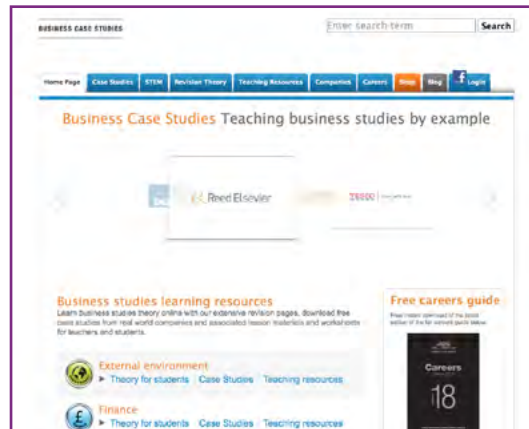 BUSINESS CASE STUDIES
Enter search term Search
Home Page Case Studies STEM Revision Theory Teaching Resources Companies Careers Shop Blog f Login
Business Case Studies Teaching business studies by example
Reed Elsevier TESCO
Business studies learning resources
Learn business studies theory online with our extensive revision pages, download free
case studies from real world companies and associated lesson materials and worksheets
for teachers and students.
External environment
Theory for students Case Studies Teaching resources
£ Finance
Theory for students Case Studies Teaching resources
Free careers guide
Careers
18